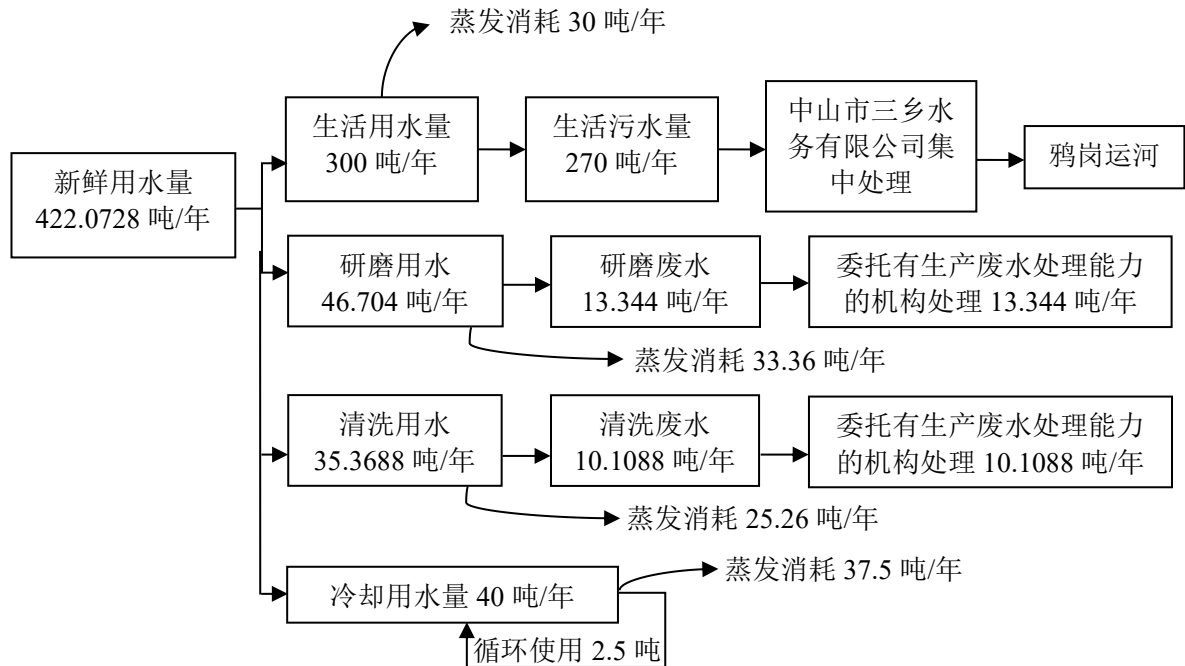 蒸发消耗 30 吨/年
生活用水量
300 吨/年
生活污水量
270 吨/年
中山市三乡水
务有限公司集
中处理
鸦岗运河
新鲜用水量
422.0728 吨/年
研磨用水
46.704 吨/年
研磨废水
13.344 吨/年
委托有生产废水处理能力
的机构处理 13.344 吨/年
蒸发消耗 33.36 吨/年
清洗用水
35.3688 吨/年
清洗废水
10.1088 吨/年
委托有生产废水处理能力
的机构处理 10.1088 吨/年
蒸发消耗 25.26 吨/年
蒸发消耗 37.5 吨/年
冷却用水量 40 吨/年
循环使用 2.5 吨